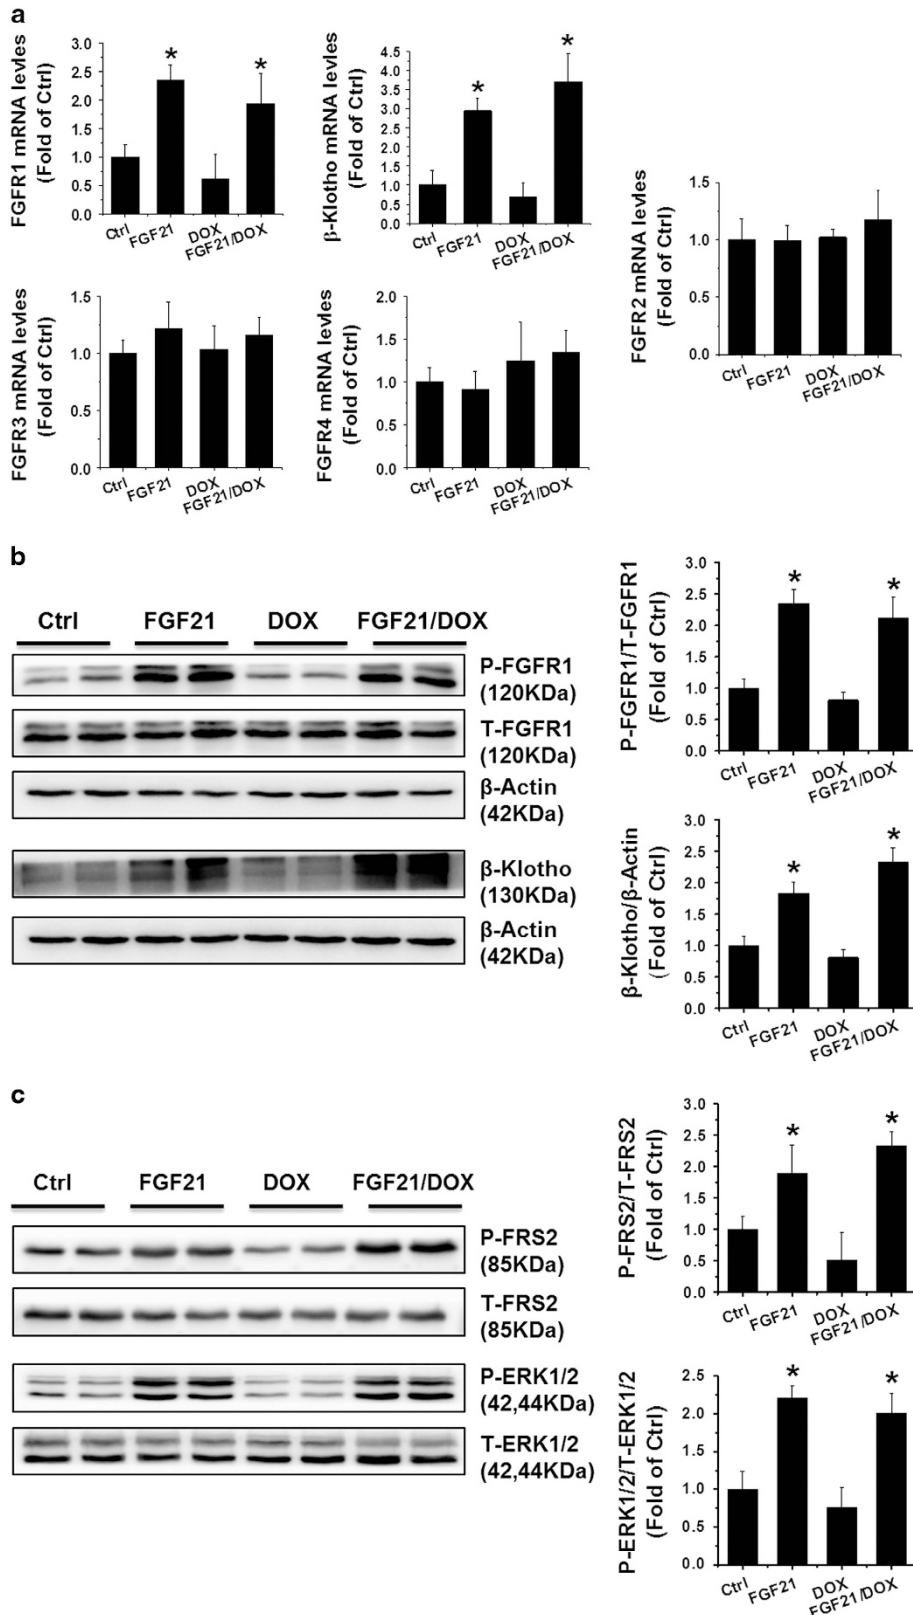 a
FGFR1 mRNA levles
(Fold of Ctrl)
3.0
2.5
2.0
1.5
1.0
0.5
0.0
*
*
Ctrl
FGF21
DOX
FGF21/DOX
β-Klotho mRNA levles
(Fold of Ctrl)
4.5
4.0
3.5
3.0
2.5
2.0
1.5
1.0
0.5
0.0
*
*
Ctrl
FGF21
DOX
FGF21/DOX
FGFR2 mRNA levles
(Fold of Ctrl)
1.5
1.0
0.5
0.0
Ctrl
FGF21
DOX
FGF21/DOX
FGFR3 mRNA levles
(Fold of Ctrl)
1.5
1.0
0.5
0.0
Ctrl
FGF21
DOX
FGF21/DOX
FGFR4 mRNA levles
(Fold of Ctrl)
2.0
1.5
1.0
0.5
0.0
Ctrl
FGF21
DOX
FGF21/DOX
b
Ctrl FGF21 DOX FGF21/DOX
P-FGFR1
(120KDa)
T-FGFR1
(120KDa)
β-Actin
(42KDa)
β-Klotho
(130KDa)
β-Actin
(42KDa)
P-FGFR1/T-FGFR1
(Fold of Ctrl)
3.0
2.5
2.0
1.5
1.0
0.5
0.0
*
*
Ctrl
FGF21
DOX
FGF21/DOX
β-Klotho/β-Actin
(Fold of Ctrl)
3.0
2.5
2.0
1.5
1.0
0.5
0.0
*
*
Ctrl
FGF21
DOX
FGF21/DOX
c
Ctrl FGF21 DOX FGF21/DOX
P-FRS2
(85KDa)
T-FRS2
(85KDa)
P-ERK1/2
(42,44KDa)
T-ERK1/2
(42,44KDa)
P-FRS2/T-FRS2
(Fold of Ctrl)
3.0
2.5
2.0
1.5
1.0
0.5
0.0
*
*
Ctrl
FGF21
DOX
FGF21/DOX
P-ERK1/2/T-ERK1/2
(Fold of Ctrl)
2.5
2.0
1.5
1.0
0.5
0.0
*
*
Ctrl
FGF21
DOX
FGF21/DOX